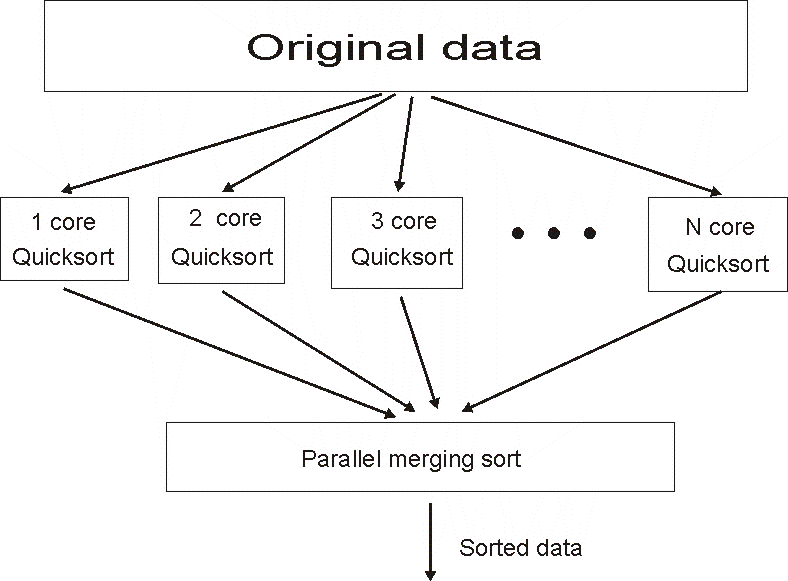 Original data
1 core
Quicksort
2 core
Quicksort
3 core
Quicksort
N core
Quicksort
Parallel merging sort
Sorted data